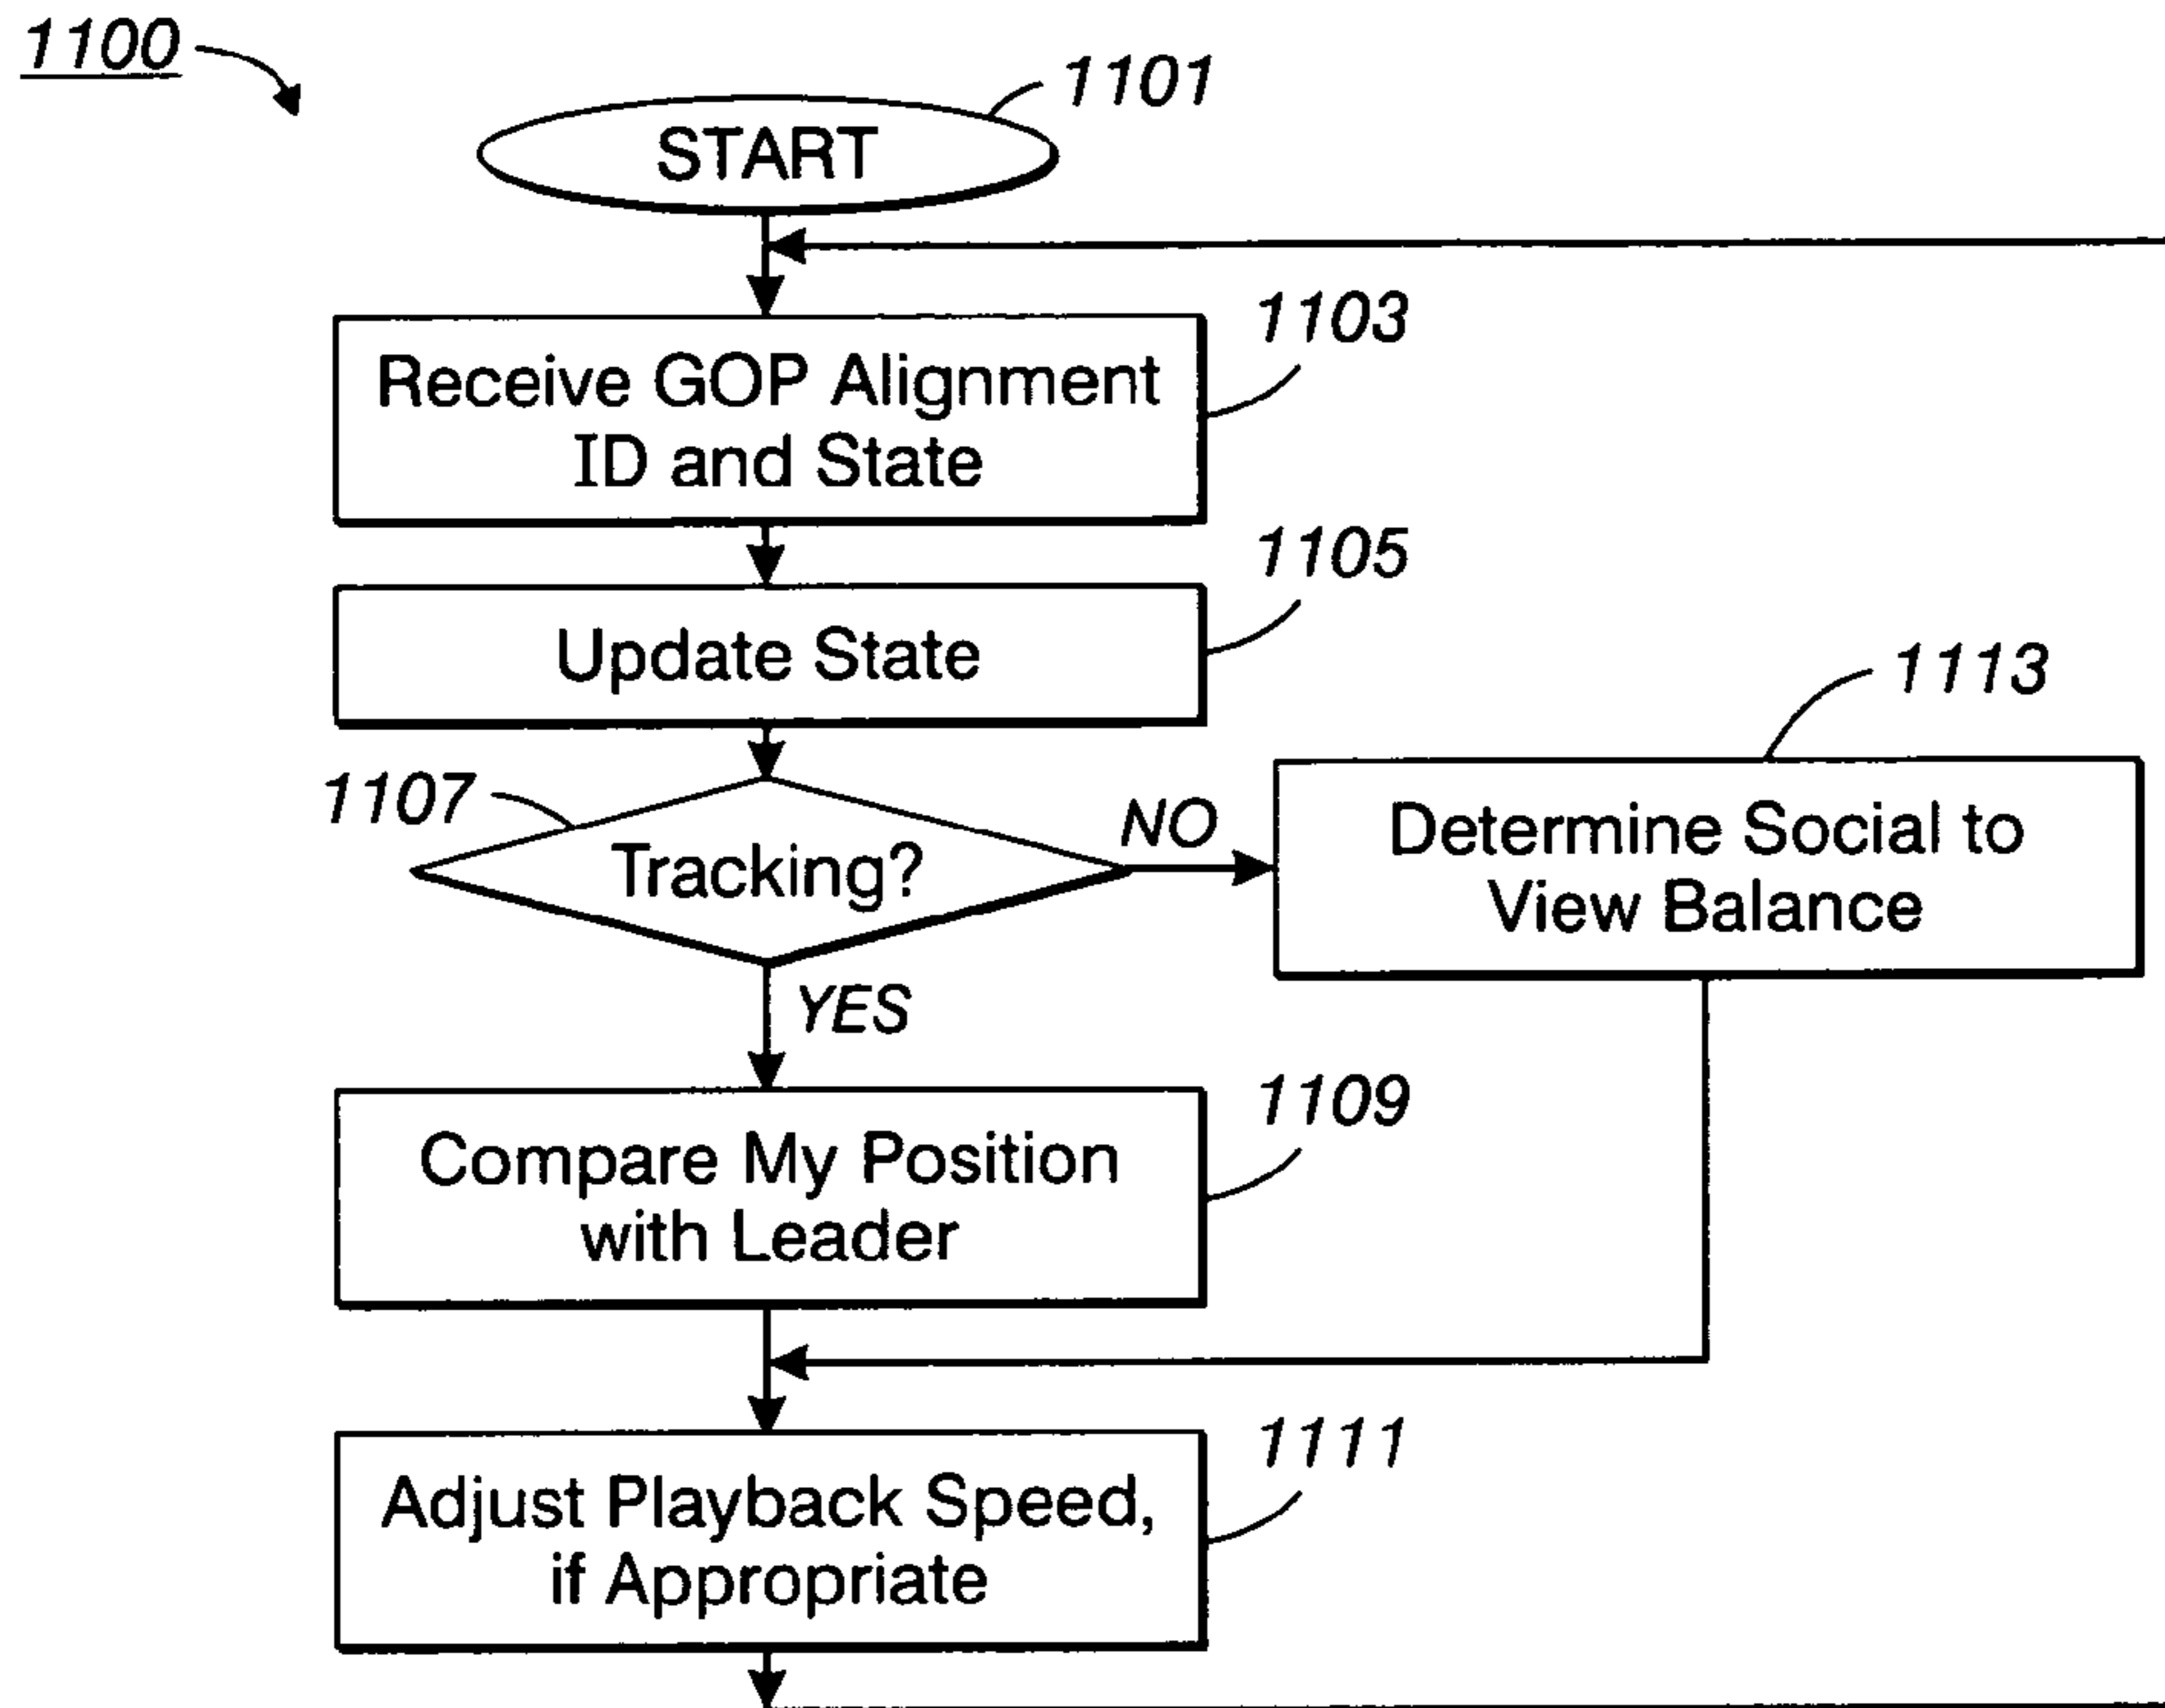 1100
1101
START
1103
Receive GOP Alignment
ID and State
1105
Update State
1113
1107
Tracking?
NO
Determine Social to
View Balance
YES
1109
Compare My Position
with Leader
1111
Adjust Playback Speed,
if Appropriate